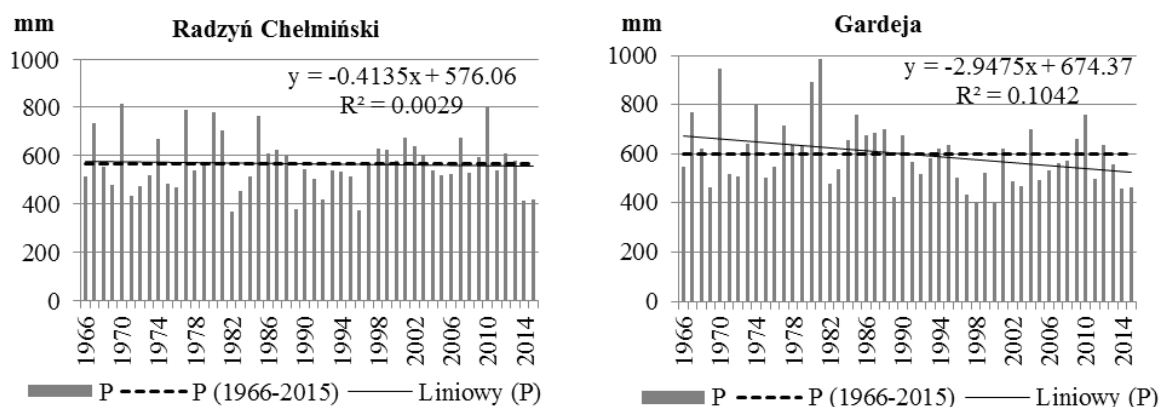 mm
Radzyń Chełmiński
y = -0.4135x + 576.06
R² = 0.0029
1000
800
600
400
200
0
1966
1970
1974
1978
1982
1986
1990
1994
1998
2002
2006
2010
2014
P
P (1966-2015)
Liniowy (P)
mm
Gardeja
y = -2.9475x + 674.37
R² = 0.1042
1000
800
600
400
200
0
1966
1970
1974
1978
1982
1986
1990
1994
1998
2002
2006
2010
2014
P
P (1966-2015)
Liniowy (P)